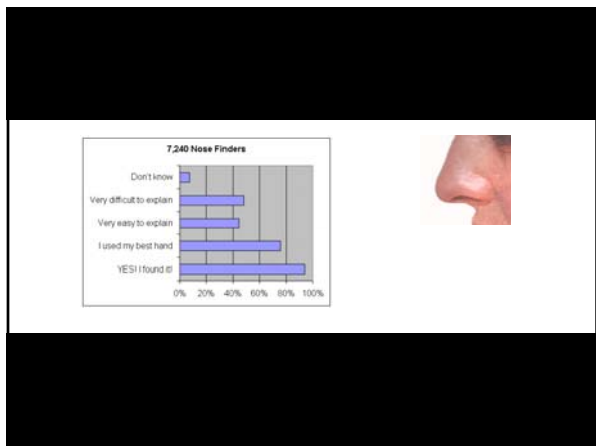 7,240 Nose Finders
Don't know
Very difficult to explain
Very easy to explain
I used my best hand
YES! I found it!
0% 20% 40% 60% 80% 100%